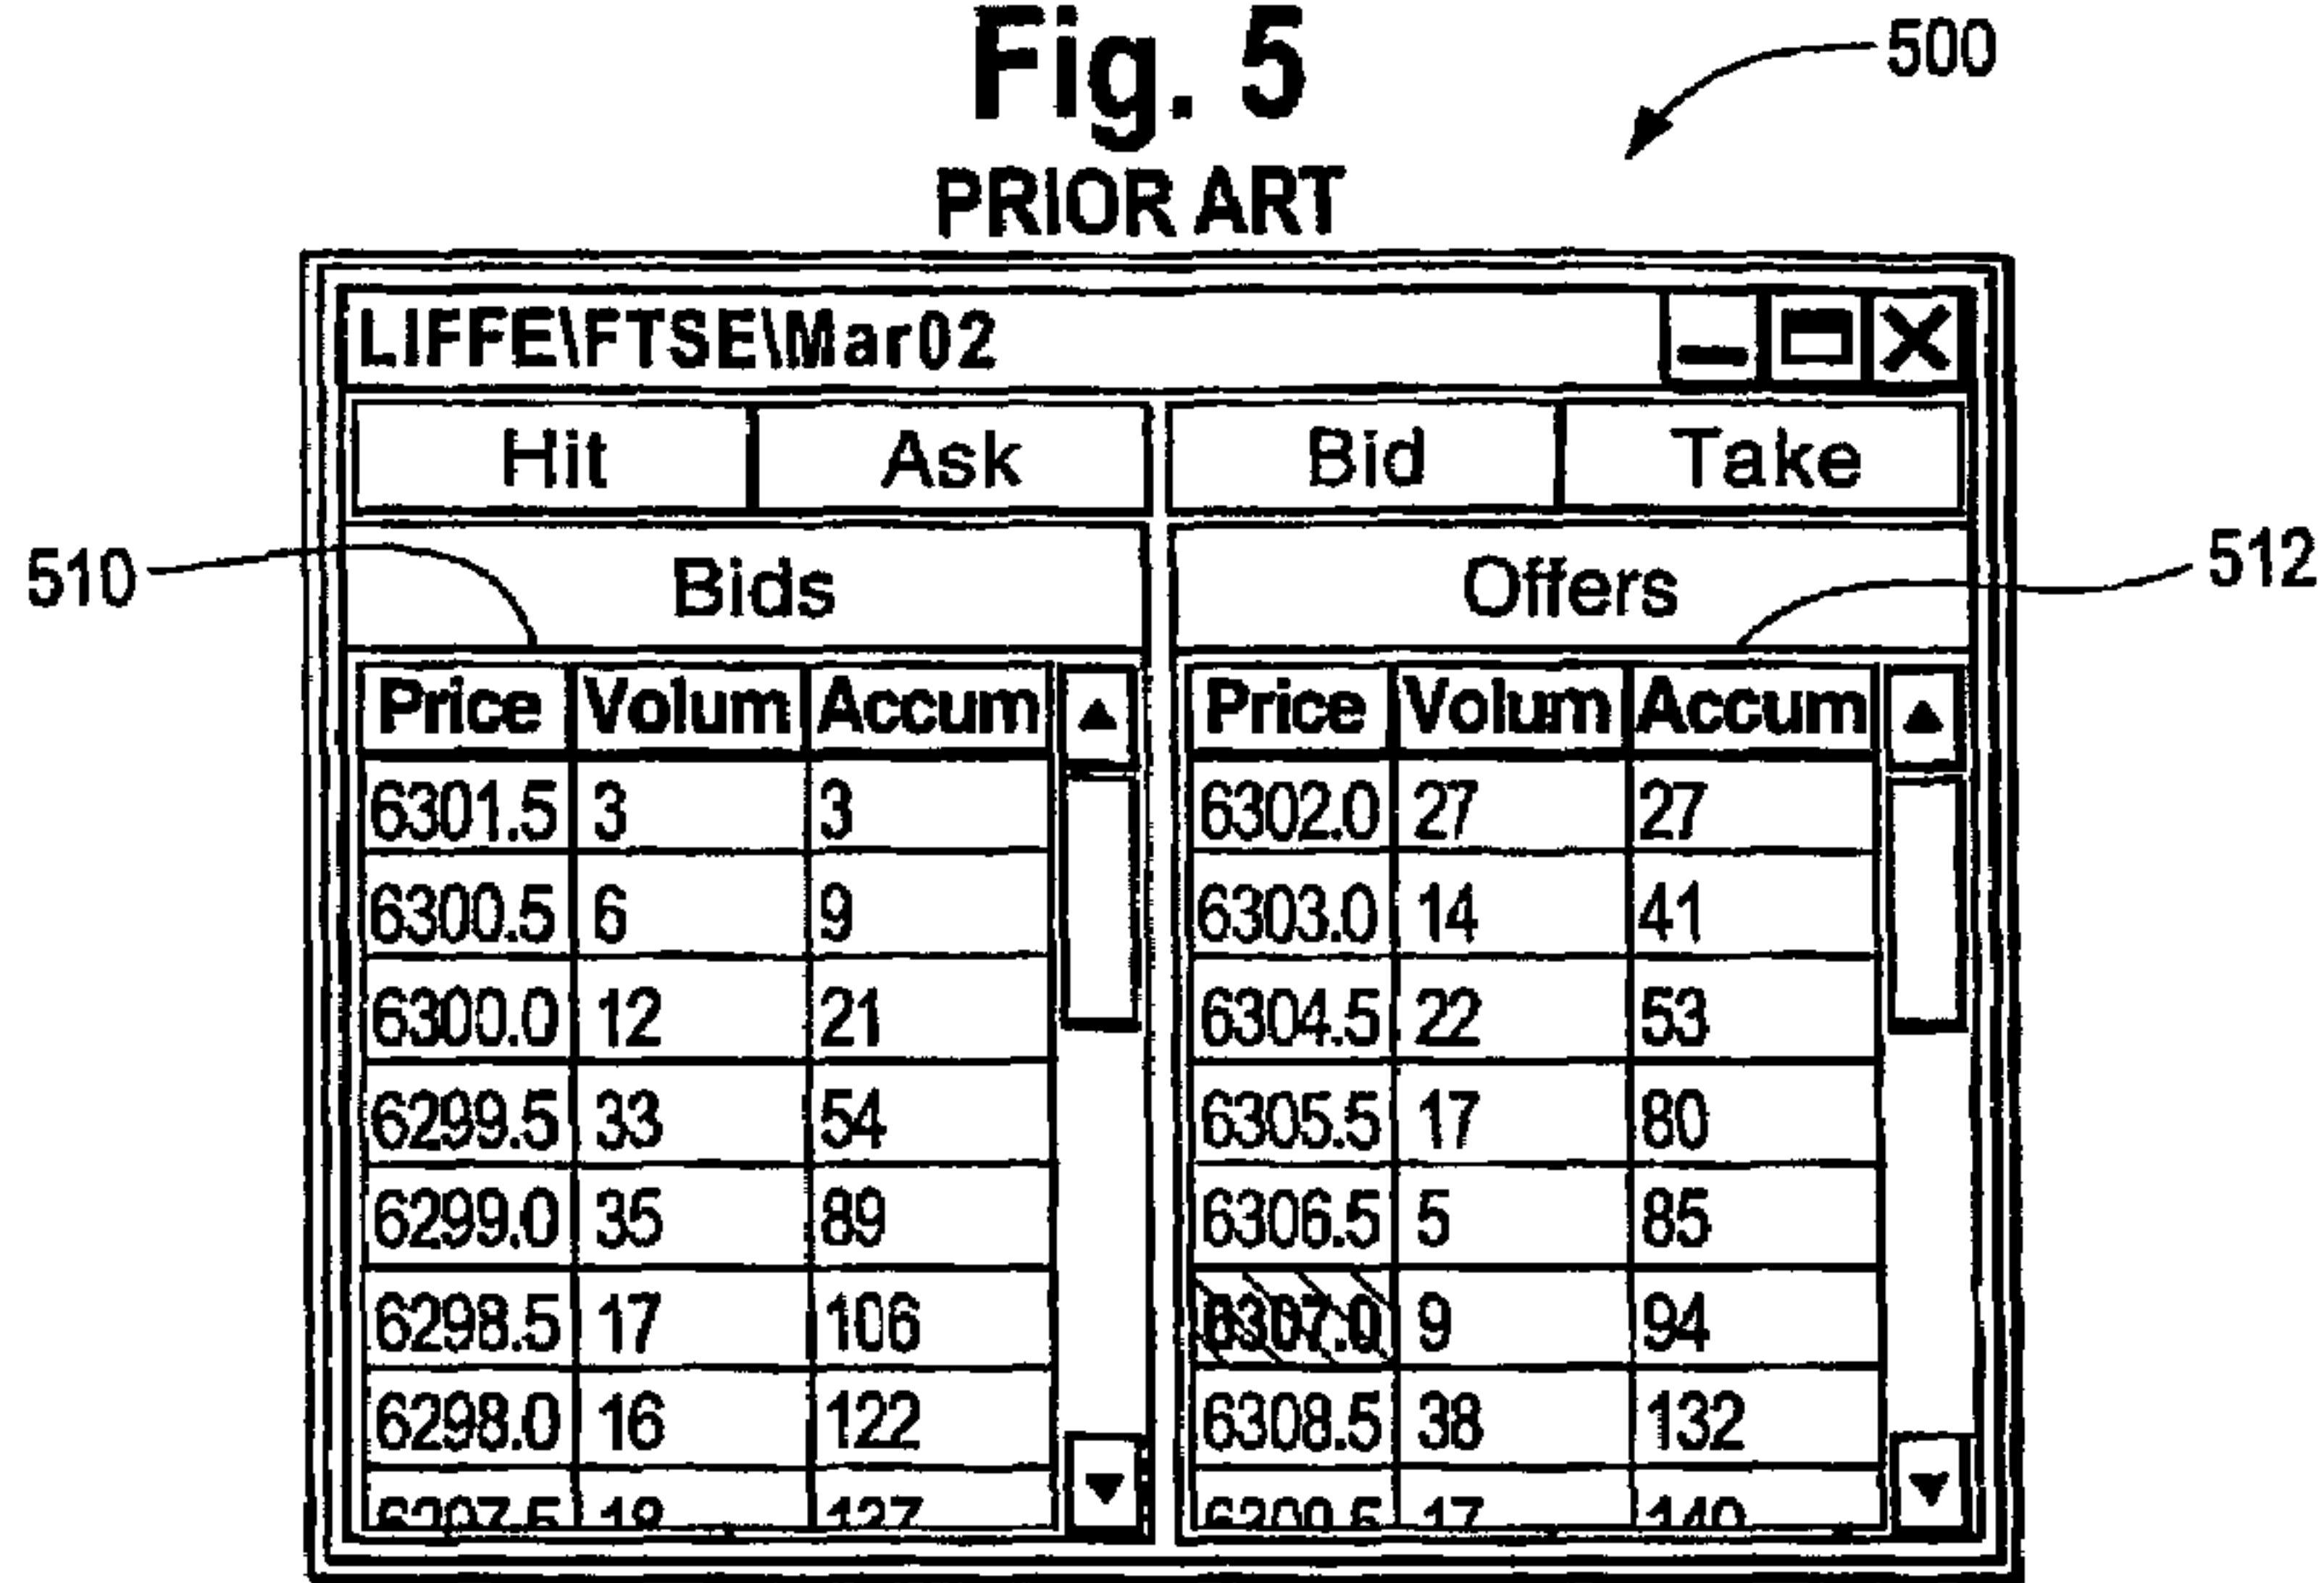 Fig. 5
500
PRIOR ART
LIFFE\FTSE\Mar02
Hit Ask Bid Take
510 Bids Offers 512
Price Volum Accum Price Volum Accum
6301.5 3 3 6302.0 27 27
6300.5 6 9 6303.0 14 41
6300.0 12 21 6304.5 22 53
6299.5 33 54 6305.5 17 80
6299.0 35 89 6306.5 5 85
6298.5 17 106 6307.0 9 94
6298.0 16 122 6308.5 38 132